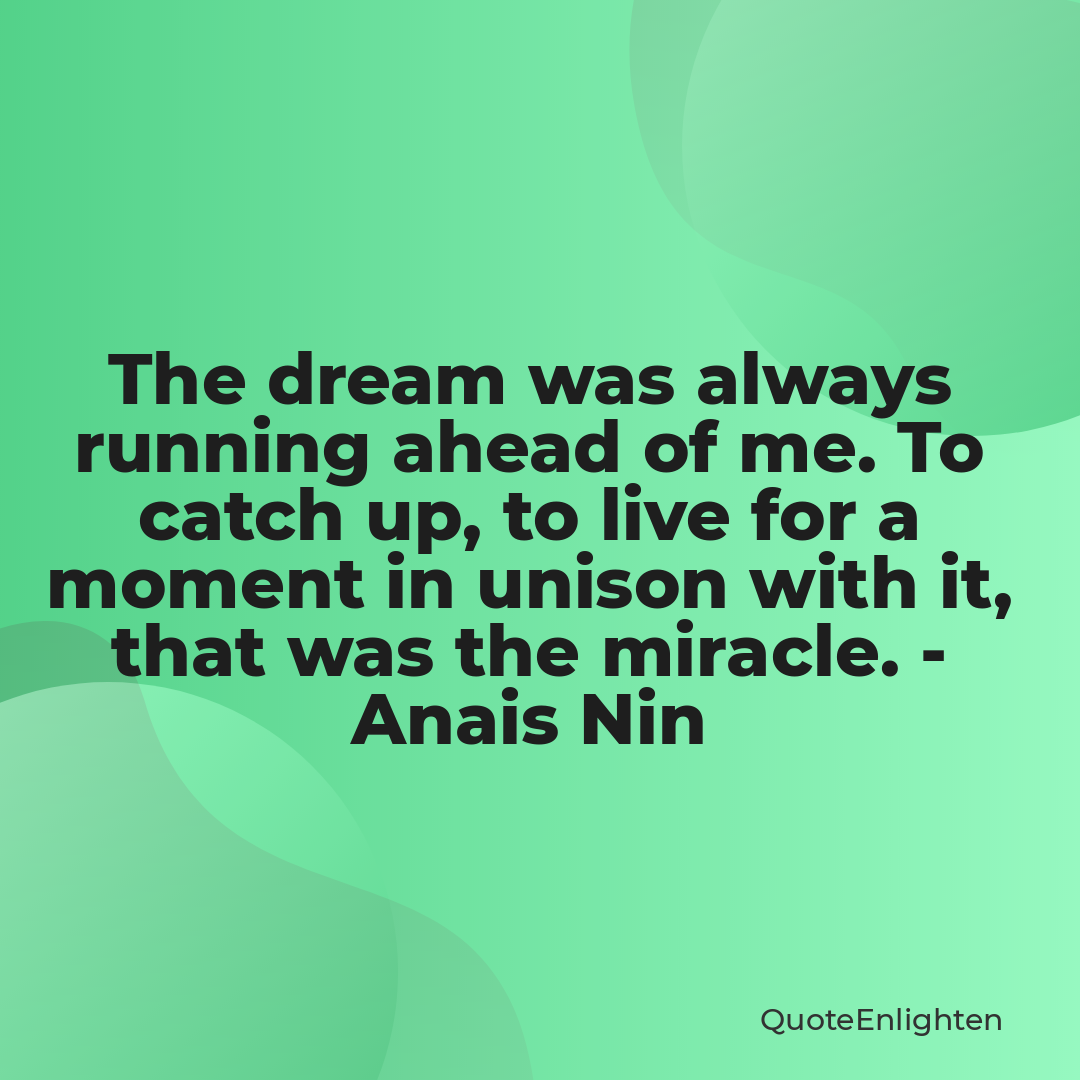 The dream was always
running ahead of me. To
catch up, to live for a
moment in unison with it,
that was the miracle. -
Anais Nin
QuoteEnlighten